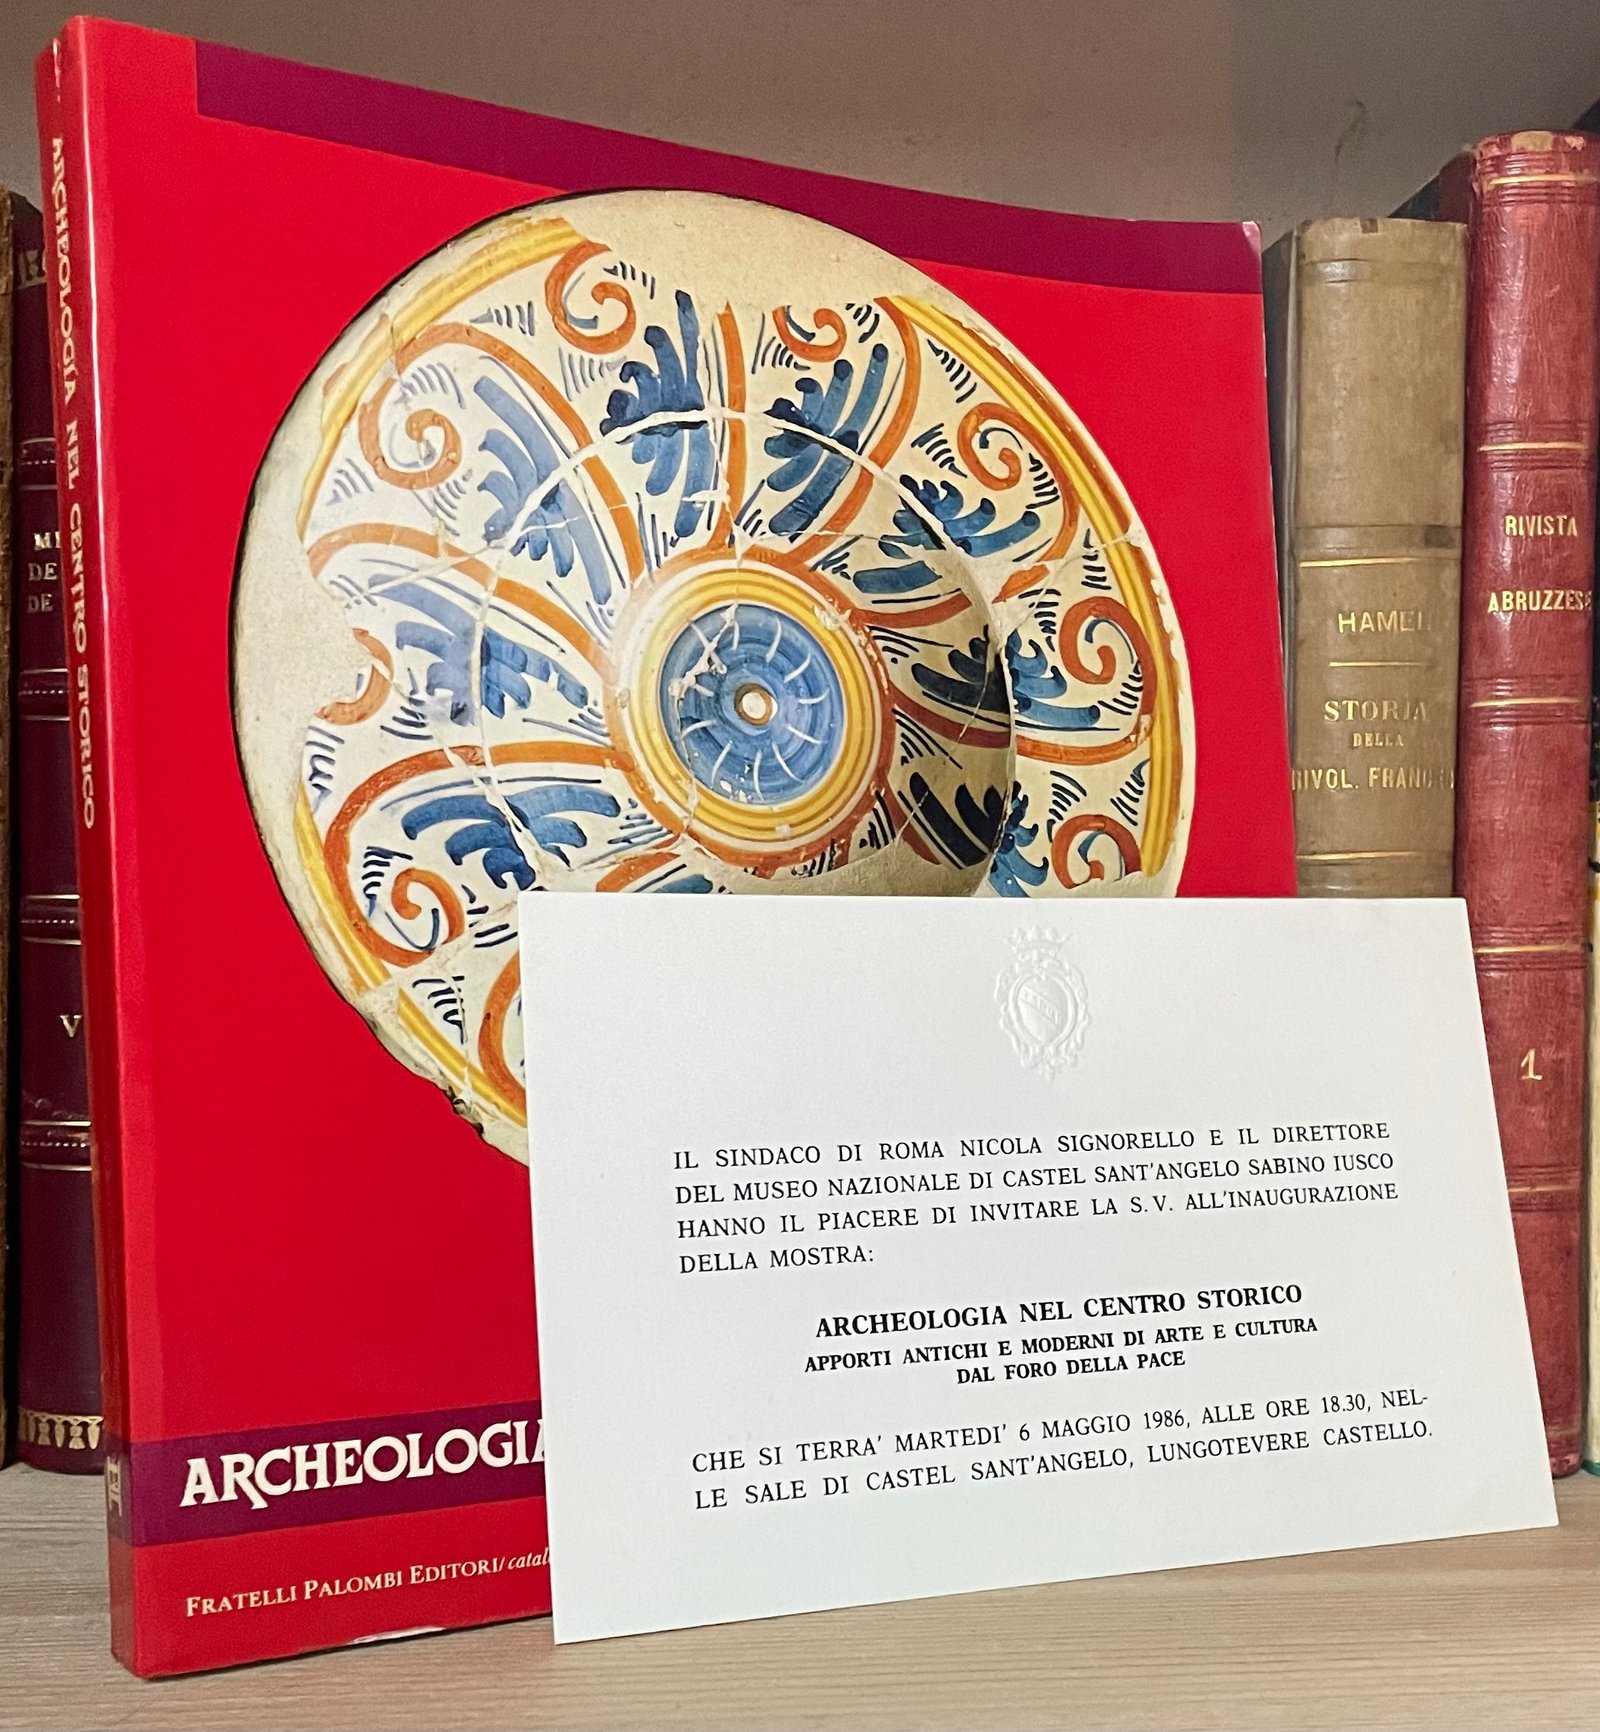 ARCHEOLOGIA NEL CENTRO STORICO
ARCHEOLOGIA
FRATELLI PALOMBI EDITORI/
IL SINDACO DI ROMA NICOLA SIGNORELLO E IL DIRETTORE
DEL MUSEO NAZIONALE DI CASTEL SANT'ANGELO SABINO IUSCO
HANNO IL PIACERE DI INVITARE LA S.V. ALL'INAUGURAZIONE
DELLA MOSTRA:
ARCHEOLOGIA NEL CENTRO STORICO
APPORTI ANTICHI E MODERNI DI ARTE E CULTURA
DAL FORO DELLA PACE
CHE SI TERRA' MARTEDI' 6 MAGGIO 1986, ALLE ORE 18.30, NEL-
LE SALE DI CASTEL SANT'ANGELO, LUNGOTEVERE CASTELLO.
HAMEL
STORIA
DELLA
RIVOL.
RIVISTA
ABRUZZESE
1
DE
DE
V